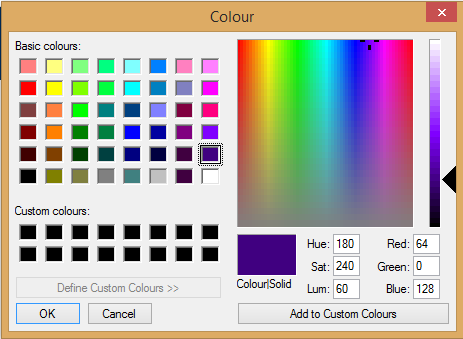 Colour
Basic colours:
Custom colours:
Define Custom Colours >>
OK Cancel
Colour|Solid
Hue: 180 Red: 64
Sat: 240 Green: 0
Lum: 60 Blue: 128
Add to Custom Colours